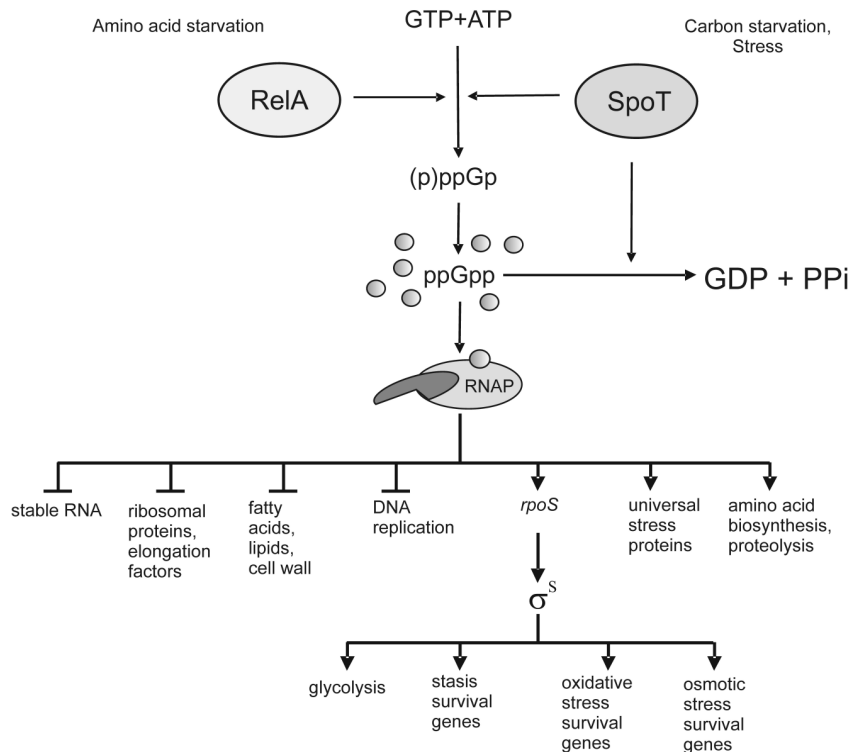 Amino acid starvation
GTP+ATP
Carbon starvation,
Stress
RelA
SpoT
(p)ppGp
ppGpp
GDP + PPi
RNAP
stable RNA
ribosomal
proteins,
elongation
factors
fatty
acids,
lipids,
cell wall
DNA
replication
rpoS
universal
stress
proteins
amino acid
biosynthesis,
proteolysis
σS
glycolysis
stasis
survival
genes
oxidative
stress
survival
genes
osmotic
stress
survival
genes